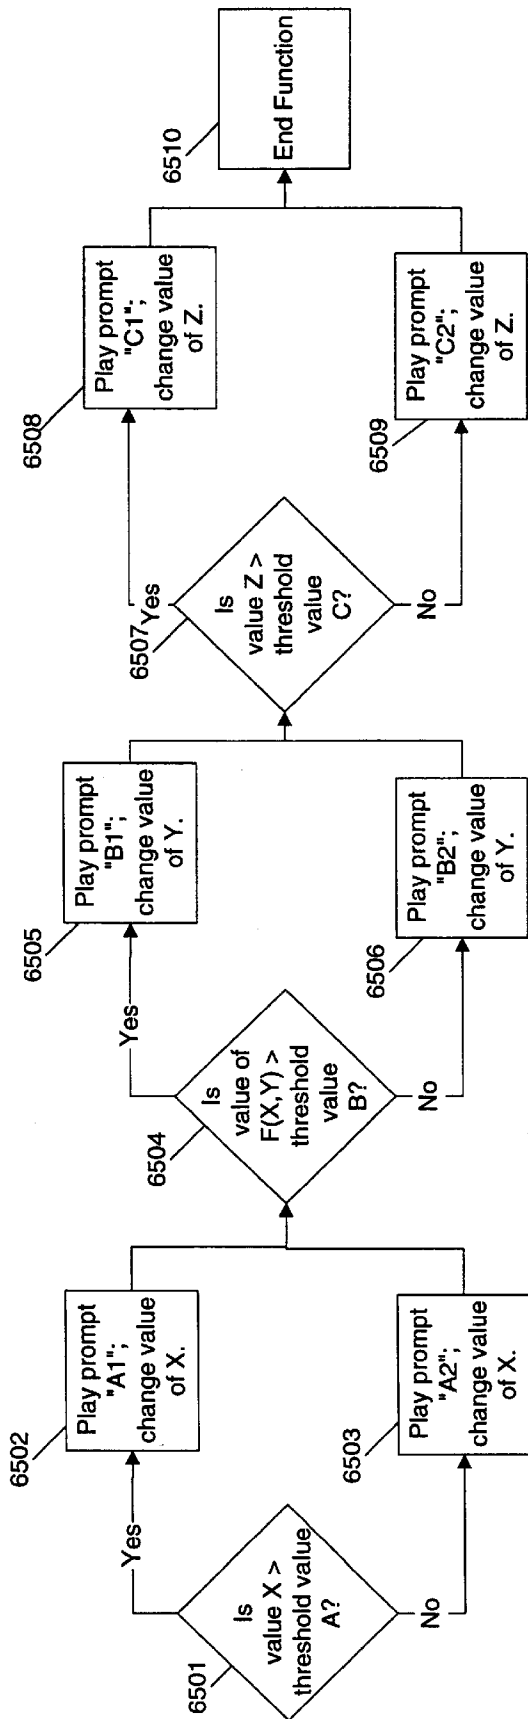 6501
Is
value X >
threshold value
A?
Yes
No
6502
Play prompt
"A1";
change value
of X.
6503
Play prompt
"A2";
change value
of X.
6504
Is
value of
F(X,Y) >
threshold
value
B?
Yes
No
6505
Play prompt
"B1";
change value
of Y.
6506
Play prompt
"B2";
change value
of Y.
6507
Is
value Z >
threshold
value
C?
Yes
No
6508
Play prompt
"C1";
change value
of Z.
6509
Play prompt
"C2";
change value
of Z.
6510
End Function